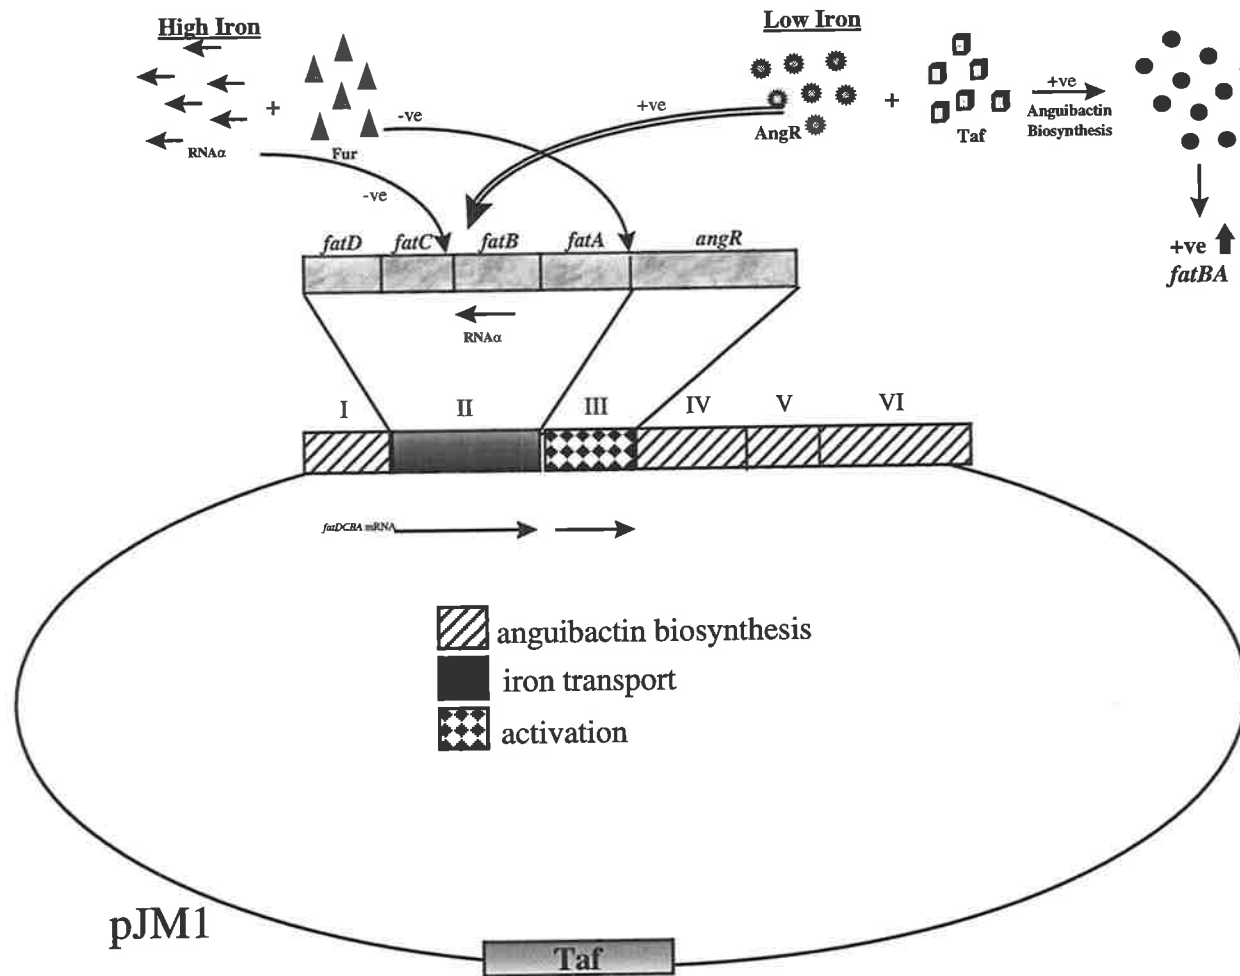 High Iron
Low Iron
+
-ve
+ve
+
+ve
RNAα
Fur
AngR
Taf
Anguibactin
Biosynthesis
-ve
fatD
fatC
fatB
fatA
angR
+ve
fatBA
RNAα
I
II
III
IV
V
VI
fatDCBA mRNA
anguibactin biosynthesis
iron transport
activation
pJM1
Taf